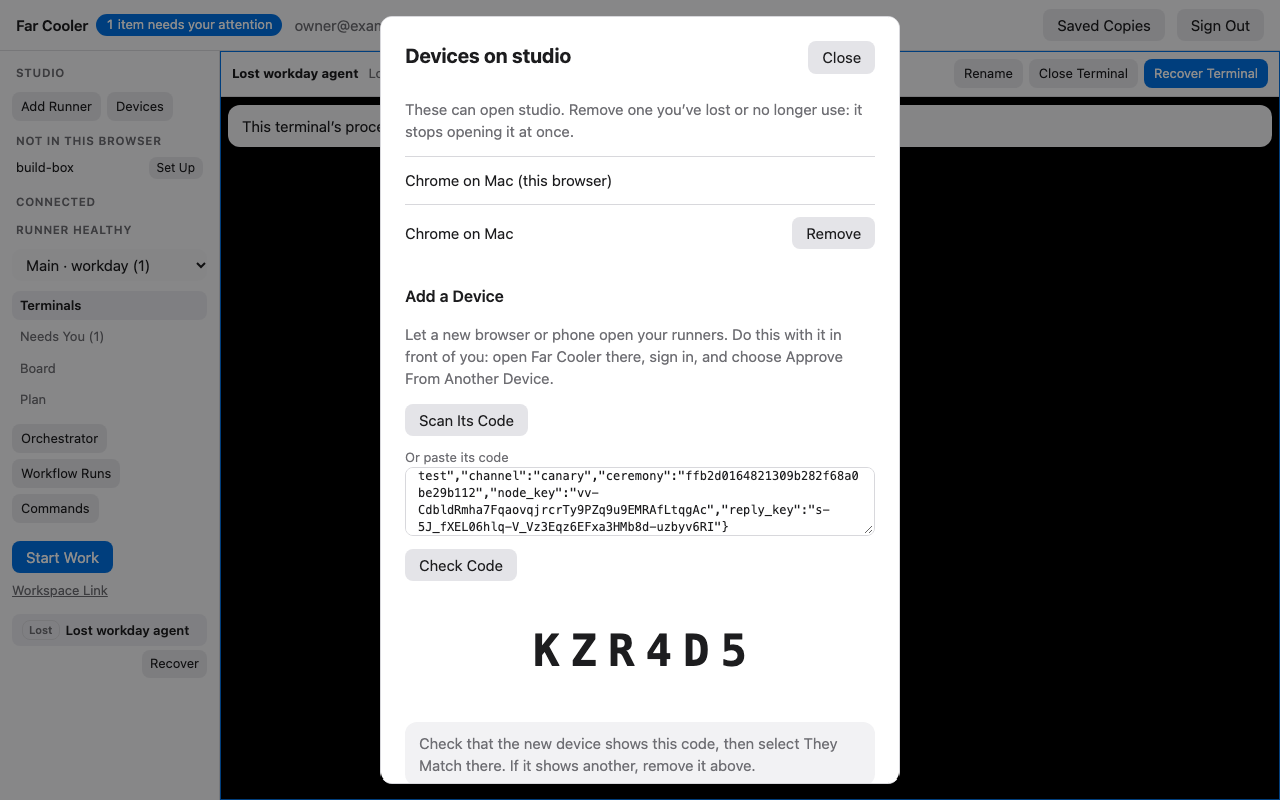 Far Cooler
1 item needs your attention
owner@exam
Saved Copies
Sign Out
STUDIO
Add Runner
Devices
NOT IN THIS BROWSER
build-box
Set Up
CONNECTED
RUNNER HEALTHY
Main · workday (1)
Terminals
Needs You (1)
Board
Plan
Orchestrator
Workflow Runs
Commands
Start Work
Workspace Link
Lost
Lost workday agent
Recover
Lost workday agent
Lo
Rename
Close Terminal
Recover Terminal
This terminal’s proce
Devices on studio
Close
These can open studio. Remove one you’ve lost or no longer use: it
stops opening it at once.
Chrome on Mac (this browser)
Chrome on Mac
Remove
Add a Device
Let a new browser or phone open your runners. Do this with it in
front of you: open Far Cooler there, sign in, and choose Approve
From Another Device.
Scan Its Code
Or paste its code
test","channel":"canary","ceremony":"ffb2d0164821309b282f68a0
be29b112","node_key":"vv-
CdbldRmha7FqaovqjrcrTy9PZq9u9EMRAfLtqgAc","reply_key":"s-
5J_fXEL06hlq-V_Vz3Eqz6EFxa3HMb8d-uzbyv6RI"}
Check Code
KZR4D5
Check that the new device shows this code, then select They
Match there. If it shows another, remove it above.